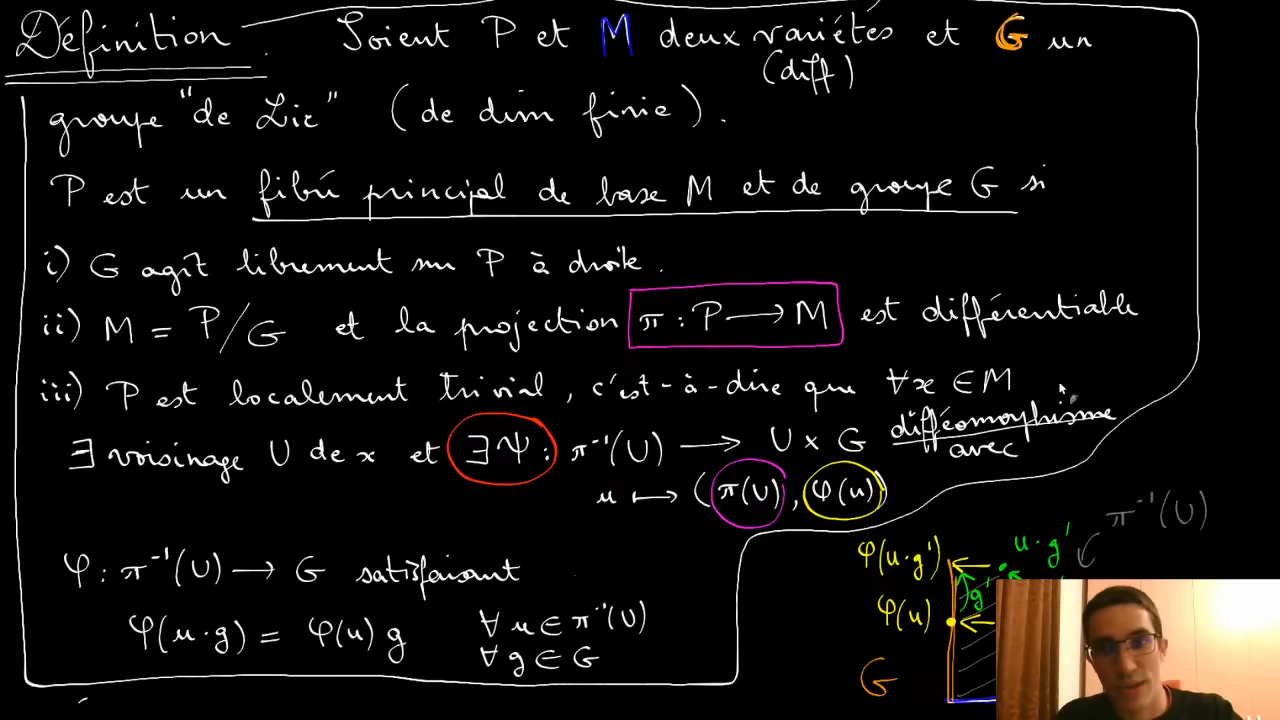 Définition. Soient P et M deux variétés et G un
(diff)
groupe "de Lie" (de dim finie).
P est un fibré principal de base M et de groupe G si
i) G agit librement sur P à droite.
ii) M = P/G et la projection π : P ⟶ M est différentiable
iii) P est localement trivial, c'est-à-dire que ∀x ∈ M
∃ voisinage U de x et ∃ Ψ : π⁻¹(U) ⟶ U × G difféomorphisme
avec
u ⟼ (π(U), φ(u))
φ : π⁻¹(U) ⟶ G satisfaisant
φ(u·g) = φ(u) g ∀ u ∈ π⁻¹(U)
∀ g ∈ G
π⁻¹(U)
φ(u·g') u·g'
g'
φ(u)
G